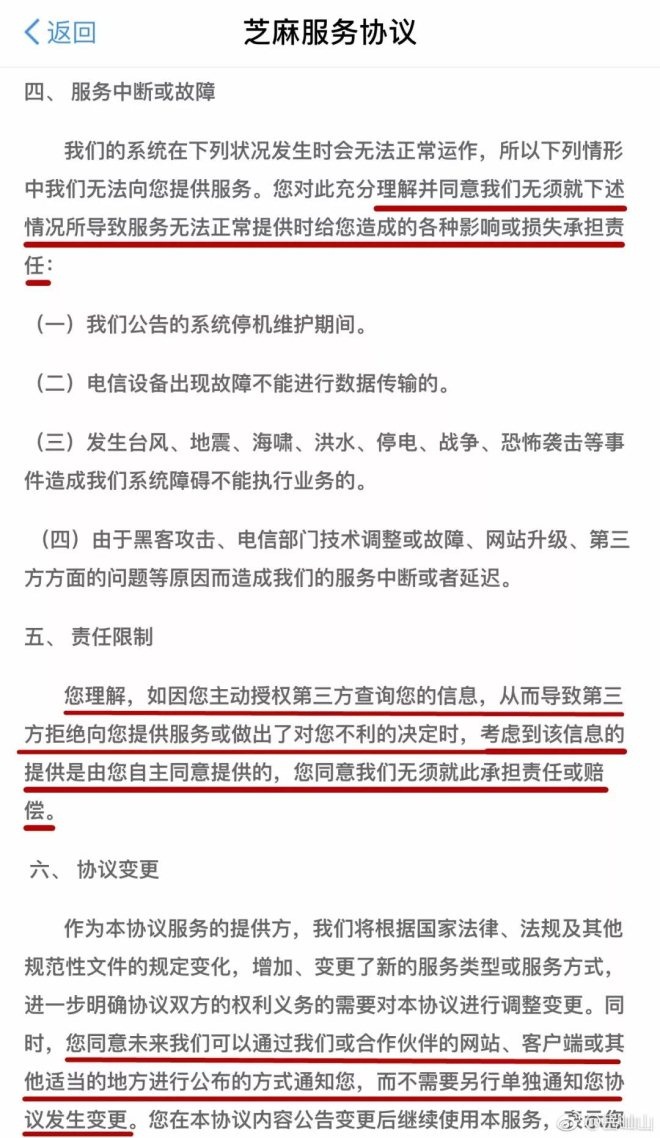 返回
芝麻服务协议
四、 服务中断或故障
我们的系统在下列状况发生时会无法正常运作，所以下列情形
中我们无法向您提供服务。您对此充分理解并同意我们无须就下述
情况所导致服务无法正常提供时给您造成的各种影响或损失承担责
任：
（一）我们公告的系统停机维护期间。
（二）电信设备出现故障不能进行数据传输的。
（三）发生台风、地震、海啸、洪水、停电、战争、恐怖袭击等事
件造成我们系统障碍不能执行业务的。
（四）由于黑客攻击、电信部门技术调整或故障、网站升级、第三
方方面的问题等原因而造成我们的服务中断或者延迟。
五、 责任限制
您理解，如因您主动授权第三方查询您的信息，从而导致第三
方拒绝向您提供服务或做出了对您不利的决定时，考虑到该信息的
提供是由您自主同意提供的，您同意我们无须就此承担责任或赔
偿。
六、 协议变更
作为本协议服务的提供方，我们将根据国家法律、法规及其他
规范性文件的规定变化，增加、变更了新的服务类型或服务方式，
进一步明确协议双方的权利义务的需要对本协议进行调整变更。同
时，您同意未来我们可以通过我们或合作伙伴的网站、客户端或其
他适当的地方进行公布的方式通知您，而不需要另行单独通知您协
议发生变更。您在本协议内容公告变更后继续使用本服务，表示您